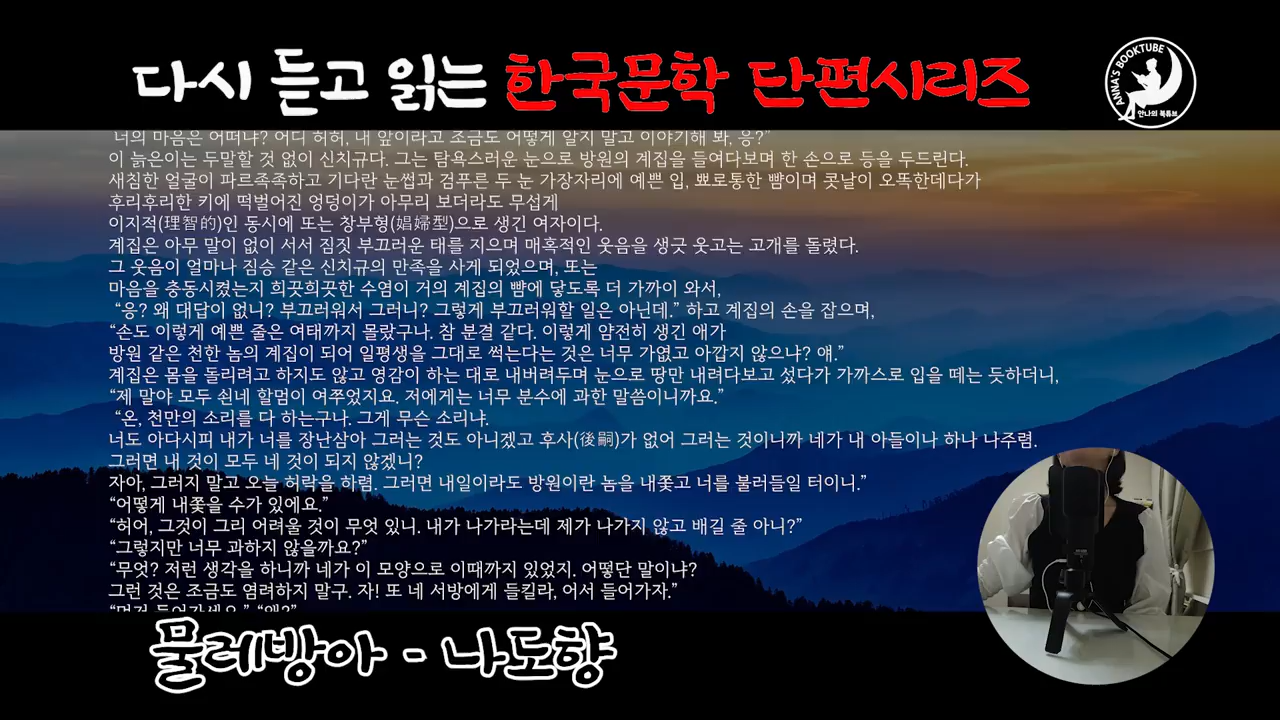 다시 듣고 읽는 한국문학 단편시리즈
ANNA'S BOOKTUBE
안나의 북튜브
너의 마음은 어떠냐? 어디 허허, 내 앞이라고 조금도 어떻게 알지 말고 이야기해 봐, 응?”
이 늙은이는 두말할 것 없이 신치규다. 그는 탐욕스러운 눈으로 방원의 계집을 들여다보며 한 손으로 등을 두드린다.
새침한 얼굴이 파르족족하고 기다란 눈썹과 검푸른 두 눈 가장자리에 예쁜 입, 뾰로통한 뺨이며 콧날이 오뚝한데다가
후리후리한 키에 떡벌어진 엉덩이가 아무리 보더라도 무섭게
이지적(理智的)인 동시에 또는 창부형(娼婦型)으로 생긴 여자이다.
계집은 아무 말이 없이 서서 짐짓 부끄러운 태를 지으며 매혹적인 웃음을 생긋 웃고는 고개를 돌렸다.
그 웃음이 얼마나 짐승 같은 신치규의 만족을 사게 되었으며, 또는
마음을 충동시켰는지 희끗희끗한 수염이 거의 계집의 뺨에 닿도록 더 가까이 와서,
“응? 왜 대답이 없니? 부끄러워서 그러니? 그렇게 부끄러워할 일은 아닌데.” 하고 계집의 손을 잡으며,
“손도 이렇게 예쁜 줄은 여태까지 몰랐구나. 참 분결 같다. 이렇게 얌전히 생긴 애가
방원 같은 천한 놈의 계집이 되어 일평생을 그대로 썩는다는 것은 너무 가엾고 아깝지 않으냐? 얘.”
계집은 몸을 돌리려고 하지도 않고 영감이 하는 대로 내버려두며 눈으로 땅만 내려다보고 섰다가 가까스로 입을 떼는 듯하더니,
“제 말야 모두 쇤네 할멈이 여쭈었지요. 저에게는 너무 분수에 과한 말씀이니까요.”
“온, 천만의 소리를 다 하는구나. 그게 무슨 소리냐.
너도 아다시피 내가 너를 장난삼아 그러는 것도 아니겠고 후사(後嗣)가 없어 그러는 것이니까 네가 내 아들이나 하나 나주렴.
그러면 내 것이 모두 네 것이 되지 않겠니?
자아, 그러지 말고 오늘 허락을 하렴. 그러면 내일이라도 방원이란 놈을 내쫓고 너를 불러들일 터이니.”
“어떻게 내쫓을 수가 있에요.”
“허어, 그것이 그리 어려울 것이 무엇 있니. 내가 나가라는데 제가 나가지 않고 배길 줄 아니?”
“그렇지만 너무 과하지 않을까요?”
“무엇? 저런 생각을 하니까 네가 이 모양으로 이때까지 있었지. 어떻단 말이냐?
그런 것은 조금도 염려하지 말구. 자! 또 네 서방에게 들킬라, 어서 들어가자.”
“먼저 들어가세요.” “왜?”
물레방아 - 나도향